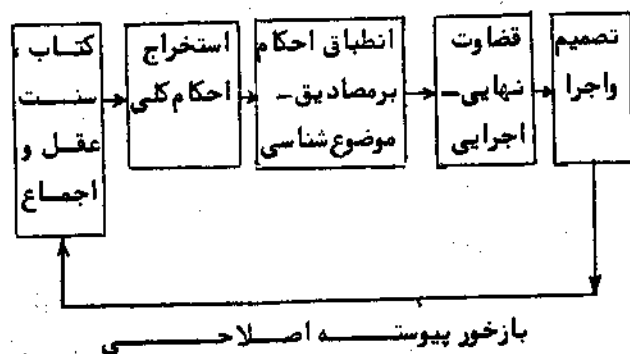 کتاب ،
سنت
عقل و
اجماع
استخراج
احکام کلی
انطباق احکام
برمصادیق–
موضوع‌شناسی
قضاوت
نهایی–
اجرایی
تصمیم
واجرا
بازخور پیوسته اصلاحی